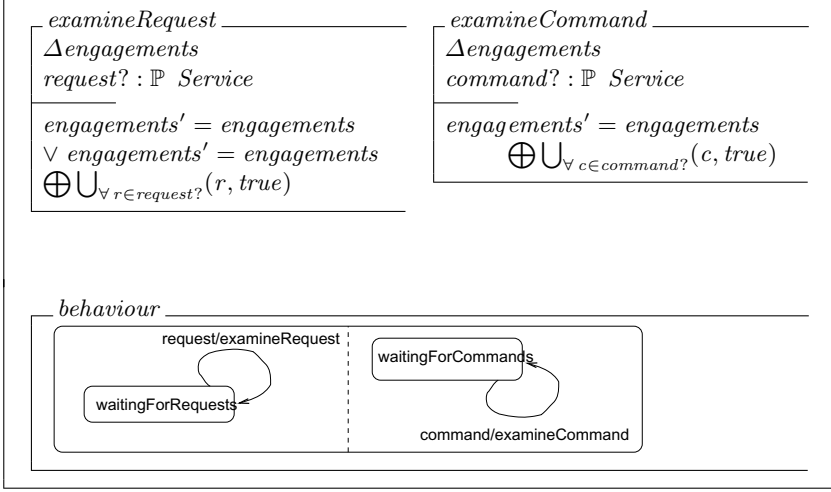 examineRequest
Δengagements
request? : ℙ Service
engagements′ = engagements
∨ engagements′ = engagements
⊕ ⋃∀ r∈request?(r, true)
examineCommand
Δengagements
command? : ℙ Service
engagements′ = engagements
⊕ ⋃∀ c∈command?(c, true)
behaviour
request/examineRequest
waitingForRequests
waitingForCommands
command/examineCommand